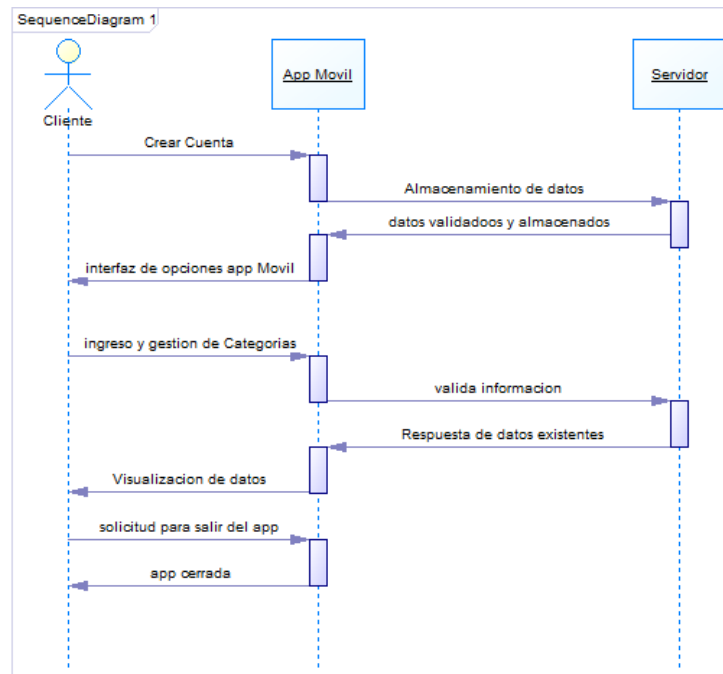 SequenceDiagram 1
App Movil
Servidor
Cliente
Crear Cuenta
Almacenamiento de datos
datos validadoos y almacenados
interfaz de opciones app Movil
ingreso y gestion de Categorias
valida informacion
Respuesta de datos existentes
Visualizacion de datos
solicitud para salir del app
app cerrada